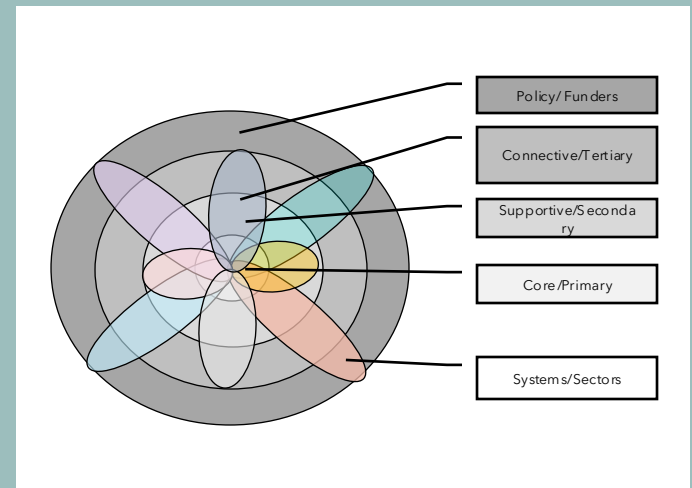 Policy/Funders
Connective/Tertiary
Supportive/Seconda
ry
Core/Primary
Systems/Sectors